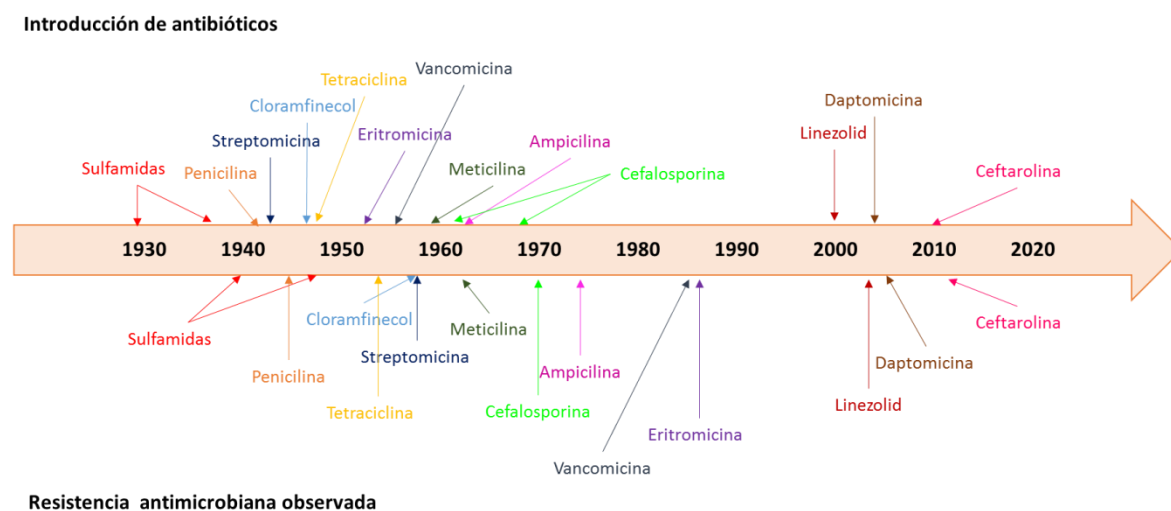 Introducción de antibióticos
Vancomicina
Tetraciclina
Cloramfinecol
Daptomicina
Streptomicina
Eritromicina
Linezolid
Ampicilina
Sulfamidas
Penicilina
Meticilina
Cefalosporina
Ceftarolina
1930 1940 1950 1960 1970 1980 1990 2000 2010 2020
Cloramfinecol
Meticilina
Ceftarolina
Sulfamidas
Streptomicina
Daptomicina
Penicilina
Ampicilina
Linezolid
Tetraciclina
Cefalosporina
Eritromicina
Vancomicina
Resistencia antimicrobiana observada